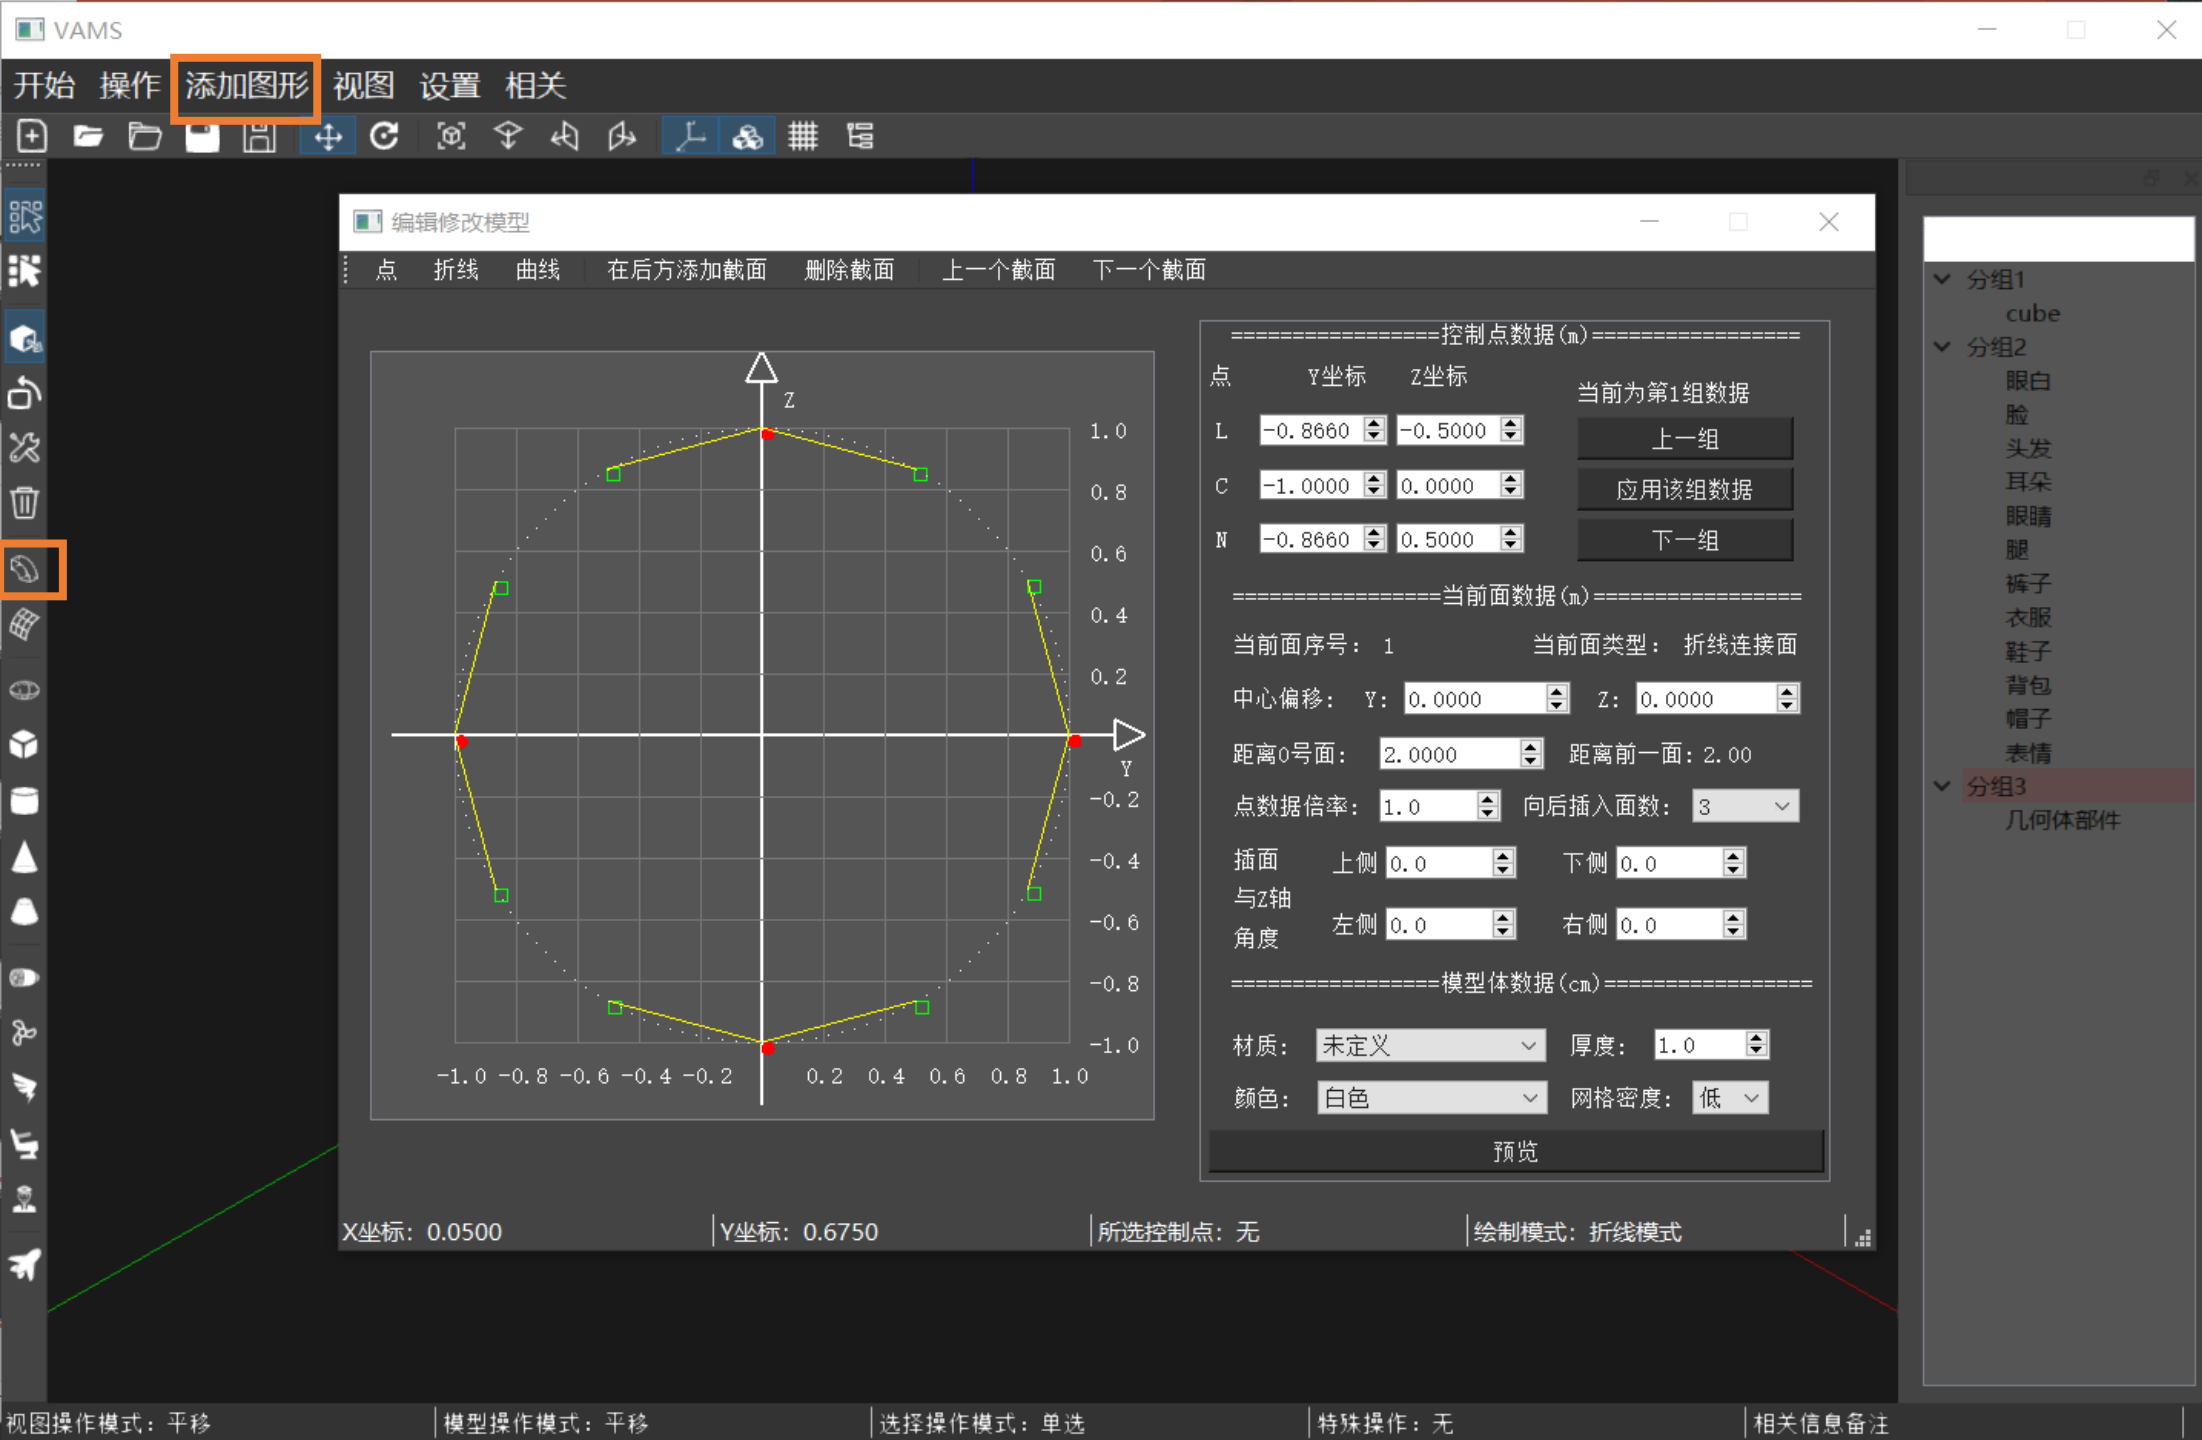 VAMS
开始 操作 添加图形 视图 设置 相关
编辑修改模型
点 折线 曲线 在后方添加截面 删除截面 上一个截面 下一个截面
Z
1.0
0.8
0.6
0.4
0.2
Y
-0.2
-0.4
-0.6
-0.8
-1.0
-1.0 -0.8 -0.6 -0.4 -0.2 0.2 0.4 0.6 0.8 1.0
=================控制点数据(m)=================
点 Y坐标 Z坐标 当前为第1组数据
L -0.8660 -0.5000 上一组
C -1.0000 0.0000 应用该组数据
N -0.8660 0.5000 下一组
=================当前面数据(m)=================
当前面序号: 1 当前面类型: 折线连接面
中心偏移: Y: 0.0000 Z: 0.0000
距离0号面: 2.0000 距离前一面: 2.00
点数据倍率: 1.0 向后插入面数: 3
插面
与Z轴
角度
上侧 0.0 下侧 0.0
左侧 0.0 右侧 0.0
=================模型体数据(cm)=================
材质: 未定义 厚度: 1.0
颜色: 白色 网格密度: 低
预览
X坐标: 0.0500 Y坐标: 0.6750 所选控制点: 无 绘制模式: 折线模式
分组1
cube
分组2
眼白
脸
头发
耳朵
眼睛
腿
裤子
衣服
鞋子
背包
帽子
表情
分组3
几何体部件
视图操作模式: 平移 模型操作模式: 平移 选择操作模式: 单选 特殊操作: 无 相关信息备注